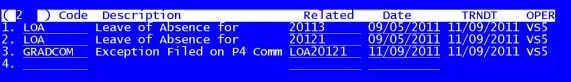 ( 2 ) Code Description Related Date TRNDT OPER
1. LOA Leave of Absence for 20113 09/05/2011 11/09/2011 VS5
2. LOA Leave of Absence for 20121 09/05/2011 11/09/2011 VS5
3. GRADCOM Exception Filed on P4 Comm LOA20121 11/09/2011 11/09/2011 VS5
4.